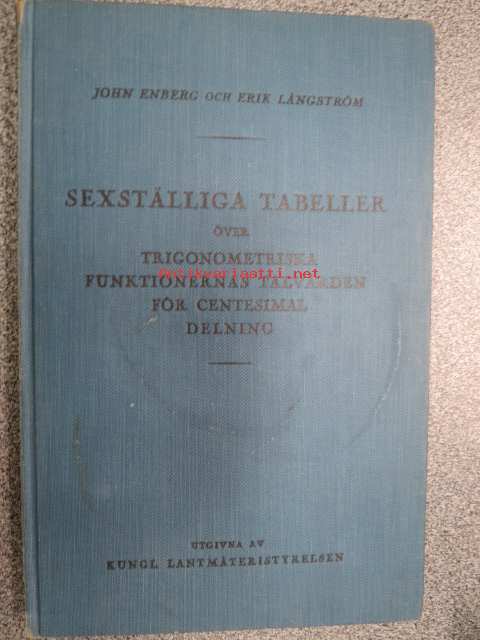 JOHN ENBERG OCH ERIK LÅNGSTRÖM
SEXSTÄLLIGA TABELLER
ÖVER
TRIGONOMETRISKA
Antikvariaatti.net
FUNKTIONERNAS TALVÄRDEN
FÖR CENTESIMAL
DELNING
UTGIVNA AV
KUNGL LANTMÄTERISTYRELSEN